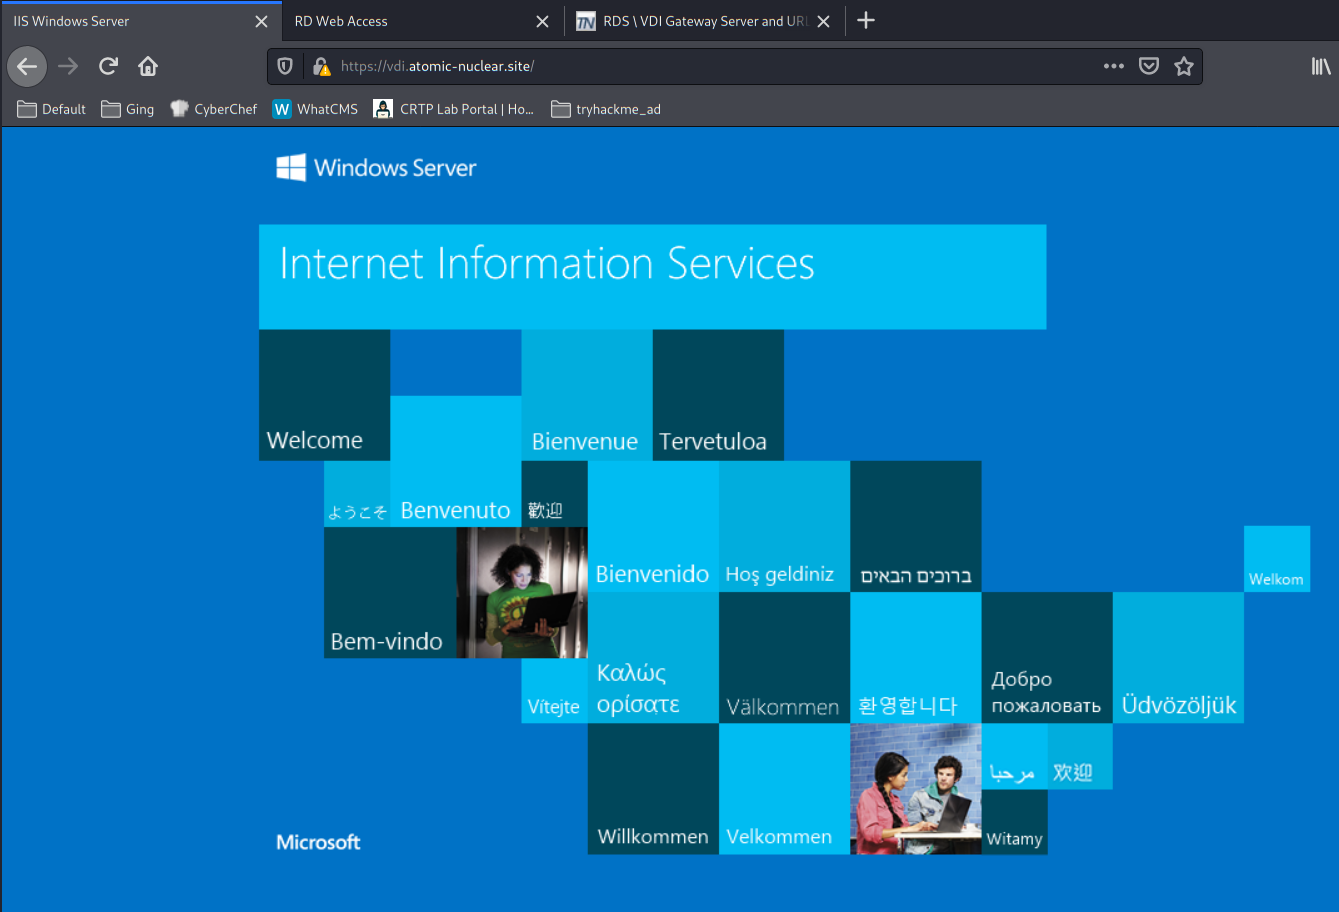 IIS Windows Server
RD Web Access
TN RDS \ VDI Gateway Server and URL
https://vdi.atomic-nuclear.site/
Default
Ging
CyberChef
W WhatCMS
CRTP Lab Portal | Ho...
tryhackme_ad
Windows Server
Internet Information Services
Welcome
Bienvenue
Tervetuloa
ようこそ
Benvenuto
歡迎
Bienvenido
Hoş geldiniz
ברוכים הבאים
Welkom
Bem-vindo
Vítejte
Καλώς
ορίσατε
Välkommen
환영합니다
Добро
пожаловать
Üdvözöljük
مرحبا
欢迎
Willkommen
Velkommen
Witamy
Microsoft